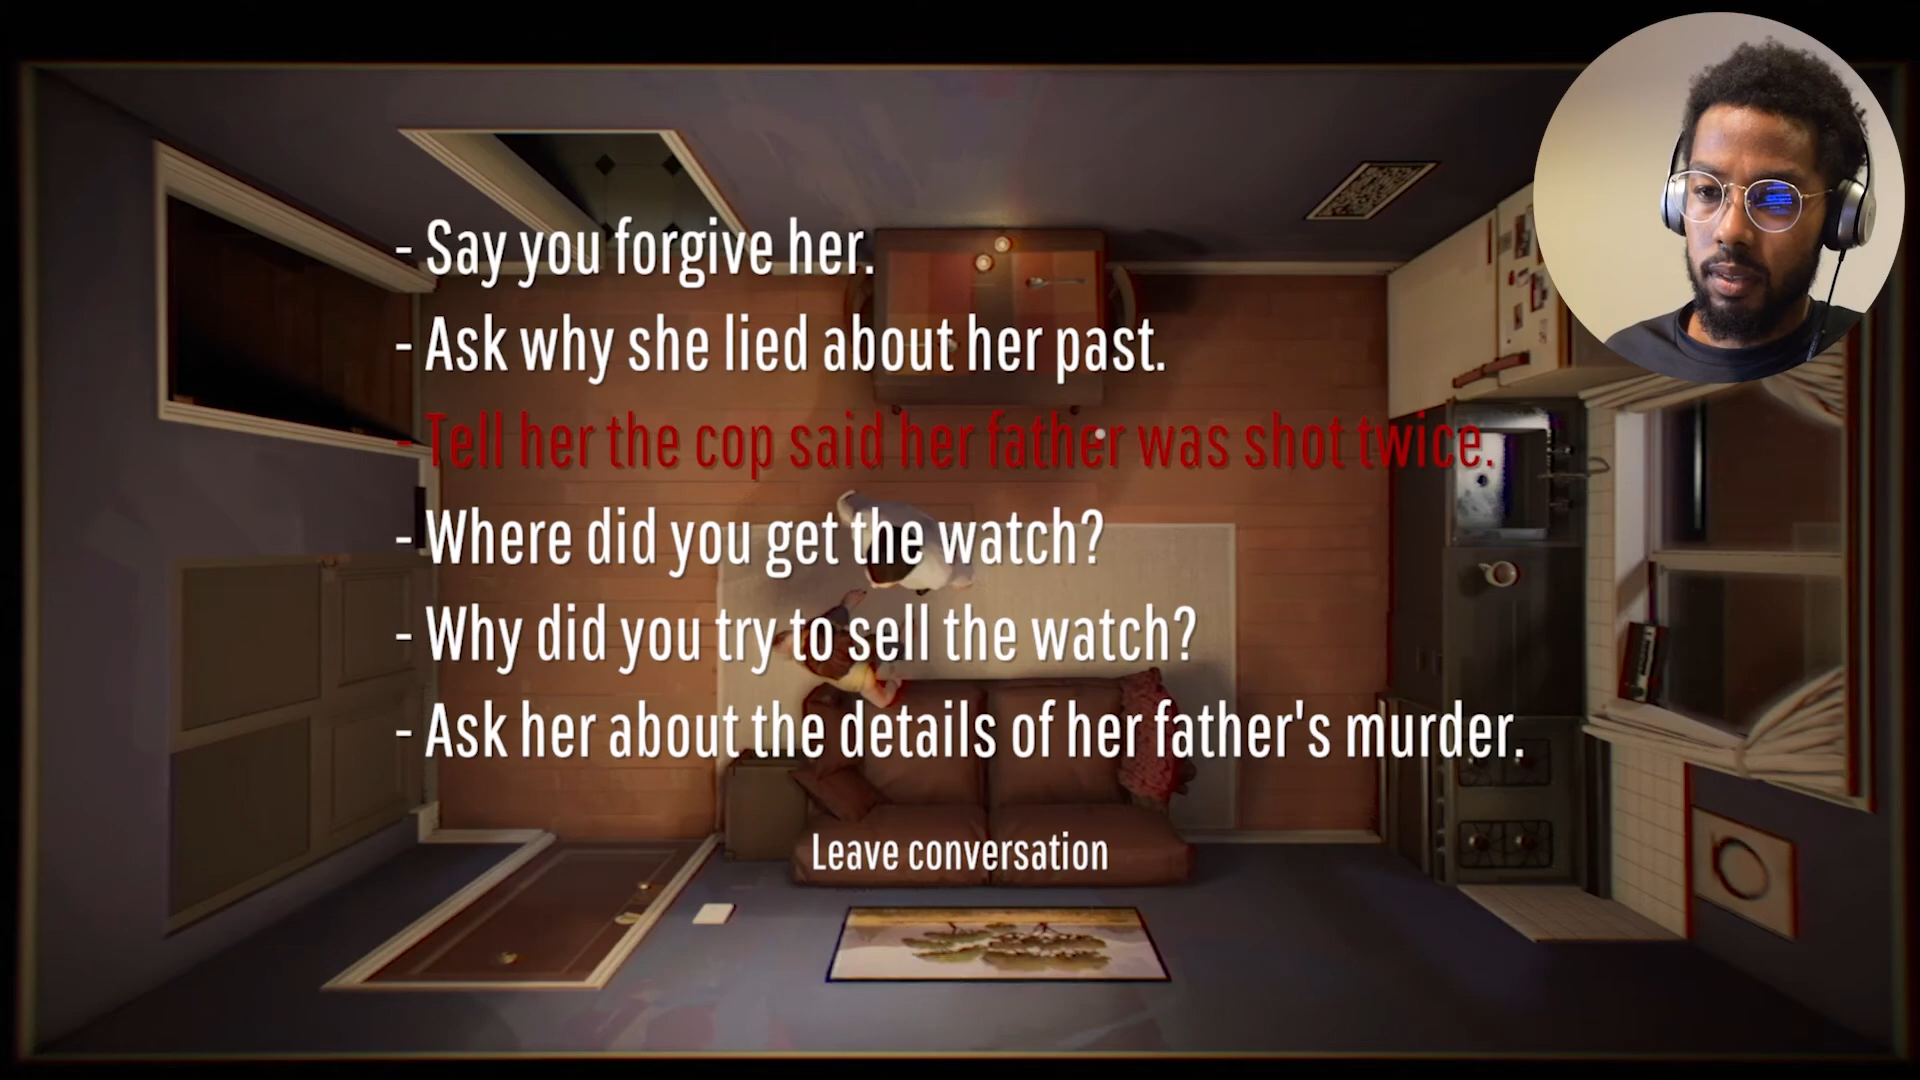 - Say you forgive her.
- Ask why she lied about her past.
- Tell her the cop said her father was shot twice.
- Where did you get the watch?
- Why did you try to sell the watch?
- Ask her about the details of her father's murder.
Leave conversation